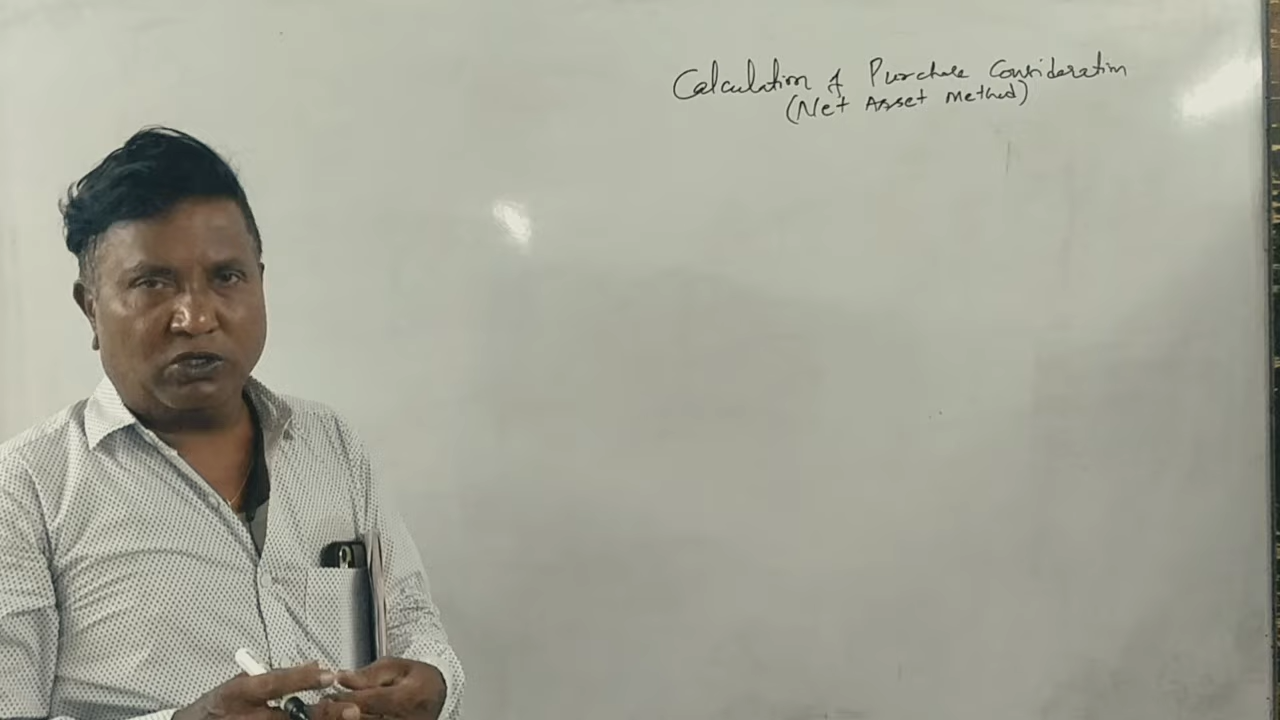 Calculation of Purchase Consideration
(Net Asset Method)